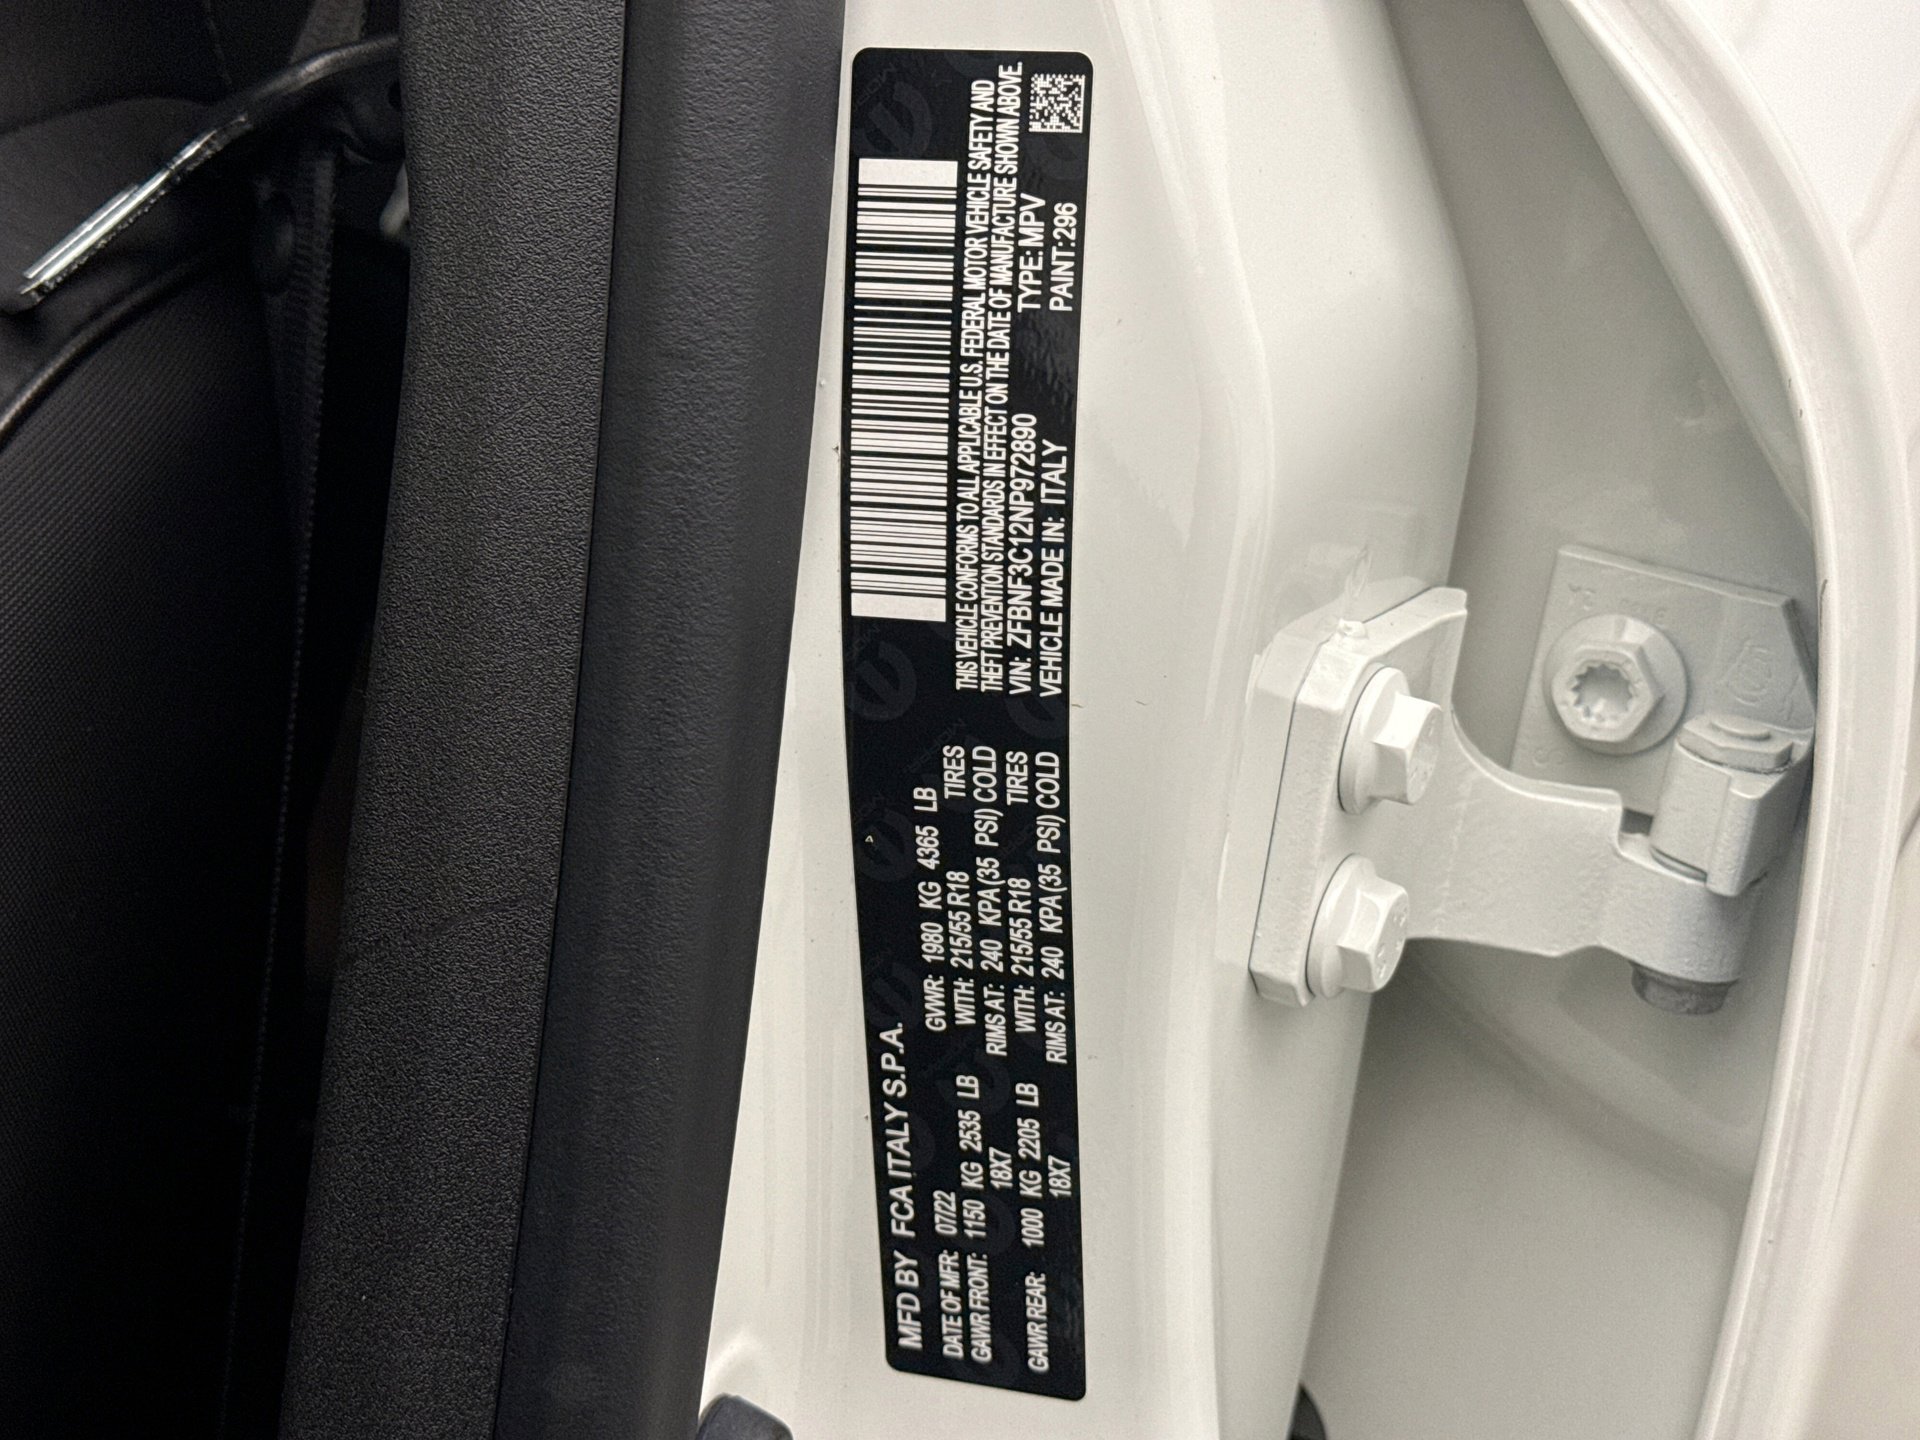 MFD BY FCA ITALY S.P.A.
DATE OF MFR: 07/22 GVWR: 1980 KG 4365 LB
GAWR FRONT: 1150 KG 2535 LB WITH: 215/55 R18 TIRES
18X7 RIMS AT: 240 KPA(35 PSI) COLD
GAWR REAR: 1000 KG 2205 LB WITH: 215/55 R18 TIRES
18X7 RIMS AT: 240 KPA(35 PSI) COLD
THIS VEHICLE CONFORMS TO ALL APPLICABLE U.S. FEDERAL MOTOR VEHICLE SAFETY AND
THEFT PREVENTION STANDARDS IN EFFECT ON THE DATE OF MANUFACTURE SHOWN ABOVE.
VIN: ZFBNF3C12NP972890 TYPE: MPV
VEHICLE MADE IN: ITALY PAINT:296